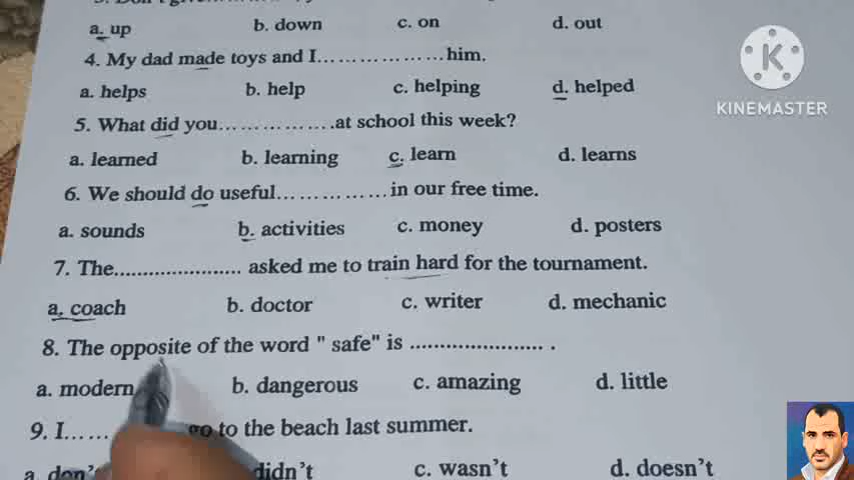 a. up b. down c. on d. out
4. My dad made toys and I.................him.
a. helps b. help c. helping d. helped
5. What did you.................at school this week?
a. learned b. learning c. learn d. learns
6. We should do useful.................in our free time.
a. sounds b. activities c. money d. posters
7. The...................... asked me to train hard for the tournament.
a. coach b. doctor c. writer d. mechanic
8. The opposite of the word " safe" is ....................... .
a. modern b. dangerous c. amazing d. little
9. I...... go to the beach last summer.
a. don't didn't c. wasn't d. doesn't
KINEMASTER